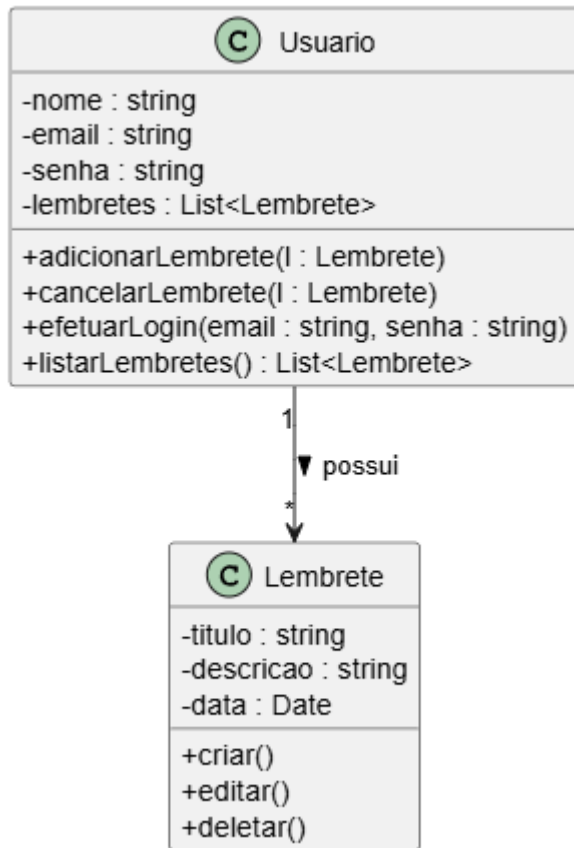 C Usuario
-nome : string
-email : string
-senha : string
-lembretes : List<Lembrete>
+adicionarLembrete(l : Lembrete)
+cancelarLembrete(l : Lembrete)
+efetuarLogin(email : string, senha : string)
+listarLembretes() : List<Lembrete>
1
possui
*
C Lembrete
-titulo : string
-descricao : string
-data : Date
+criar()
+editar()
+deletar()